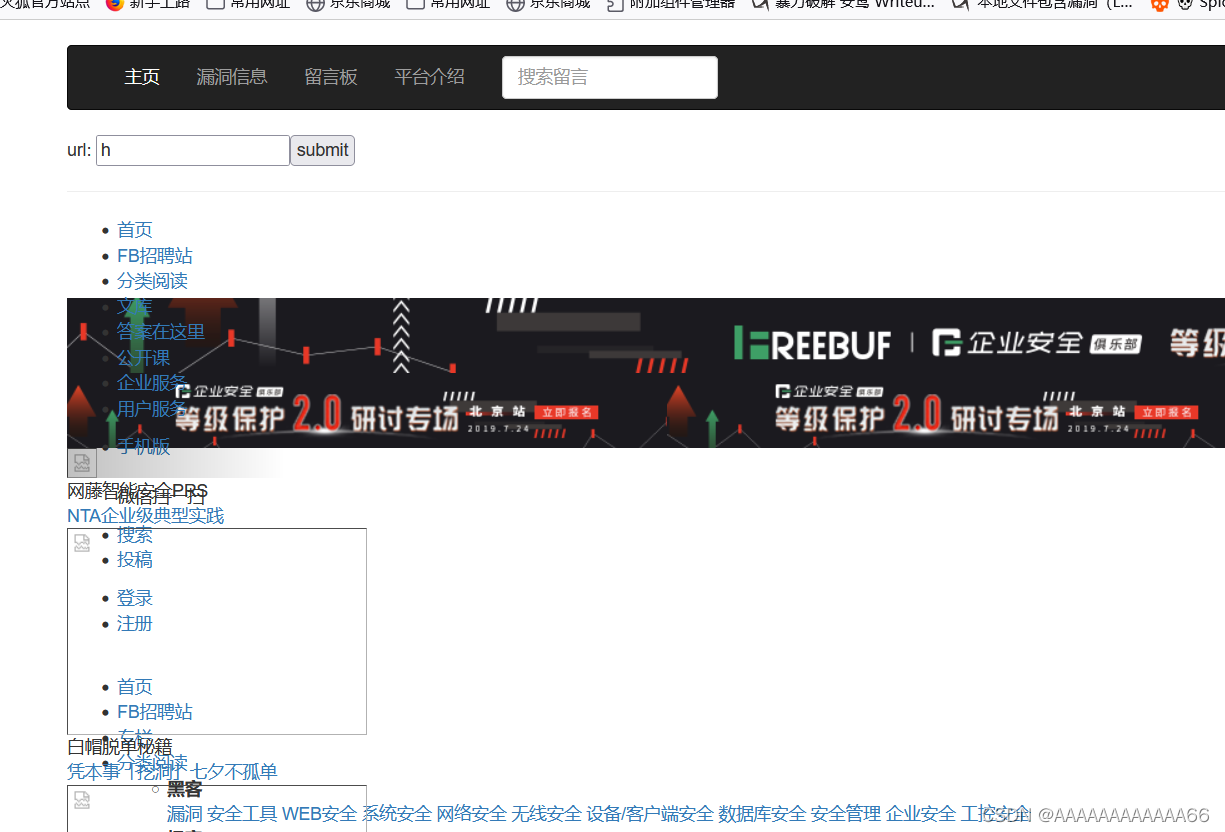 火狐官方站点 新手上路 常用网址 京东商城 常用网址 京东商城 附加组件管理器 暴力破解 安鸾 Writeu... 本地文件包含漏洞（L...
主页 漏洞信息 留言板 平台介绍 搜索留言
url: h submit
首页
FB招聘站
分类阅读
文库
答案在这里
公开课
企业服务
用户服务
手机版
FREEBUF | 企业安全 俱乐部 等级
企业安全 俱乐部
等级保护 2.0 研讨专场 北京站 2019.7.24 立即报名
企业安全 俱乐部
等级保护 2.0 研讨专场 北京站 2019.7.24 立即报名
网藤智能安全PRS
微信扫一扫
NTA企业级典型实践
搜索
投稿
登录
注册
首页
FB招聘站
专栏
白帽脱单秘籍
分类阅读
凭本事「挖洞」七夕不孤单
黑客
漏洞 安全工具 WEB安全 系统安全 网络安全 无线安全 设备/客户端安全 数据库安全 安全管理 企业安全 工控安全
CSDN @AAAAAAAAAAAA66